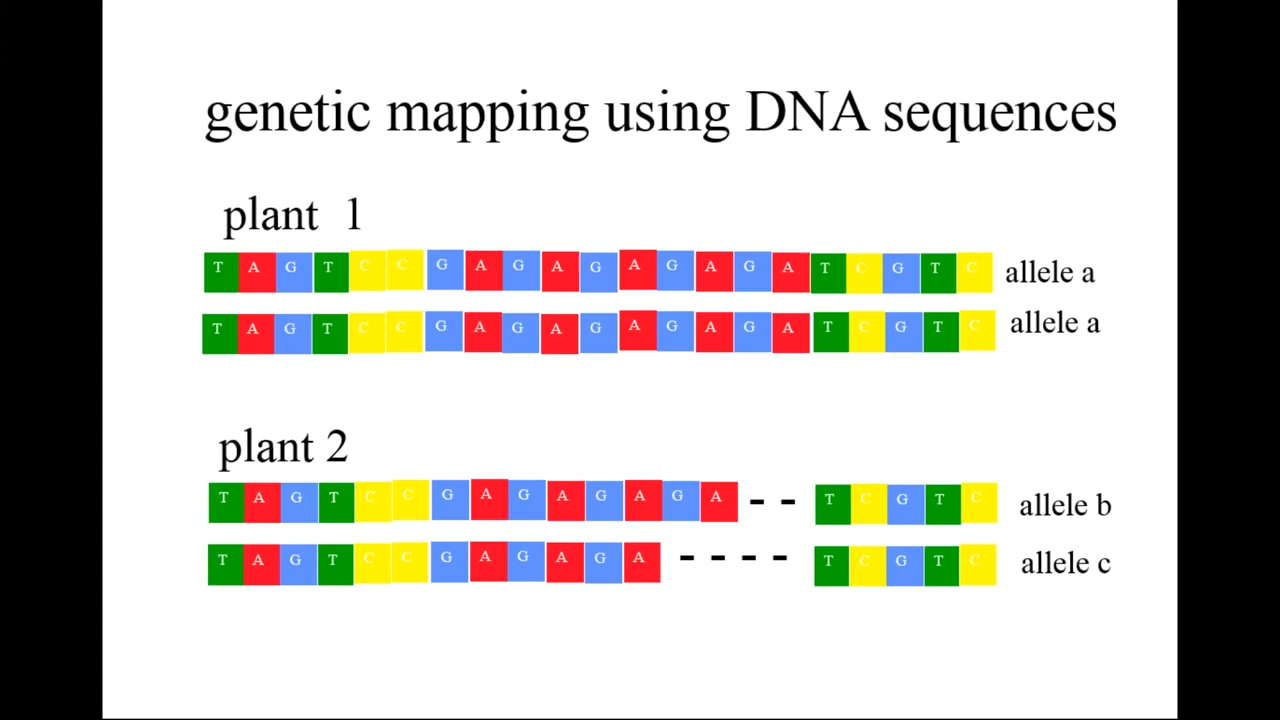 genetic mapping using DNA sequences
plant 1
T A G T C C G A G A G A G A G A T C G T C allele a
T A G T C C G A G A G A G A G A T C G T C allele a
plant 2
T A G T C C G A G A G A G A - - T C G T C allele b
T A G T C C G A G A G A - - - - T C G T C allele c